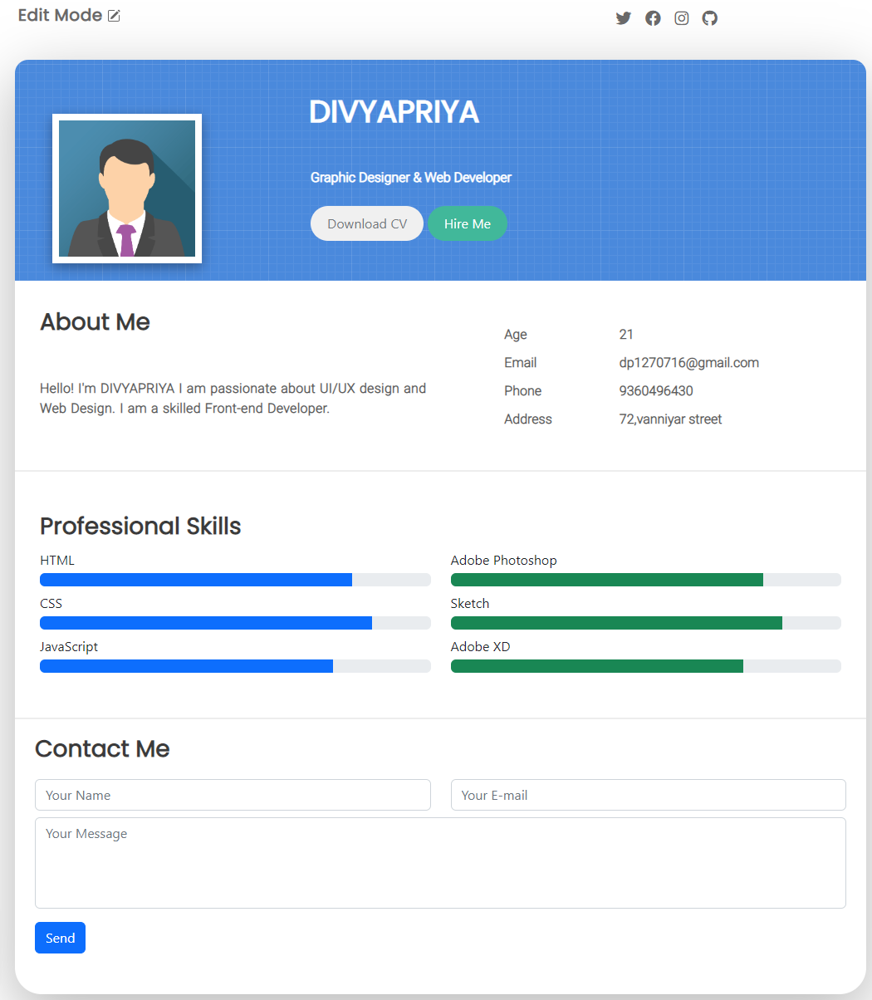 Edit Mode
DIVYAPRIYA
Graphic Designer & Web Developer
Download CV
Hire Me
About Me
Hello! I'm DIVYAPRIYA I am passionate about UI/UX design and
Web Design. I am a skilled Front-end Developer.
Age 21
Email dp1270716@gmail.com
Phone 9360496430
Address 72,vanniyar street
Professional Skills
HTML
CSS
JavaScript
Adobe Photoshop
Sketch
Adobe XD
Contact Me
Your Name
Your E-mail
Your Message
Send